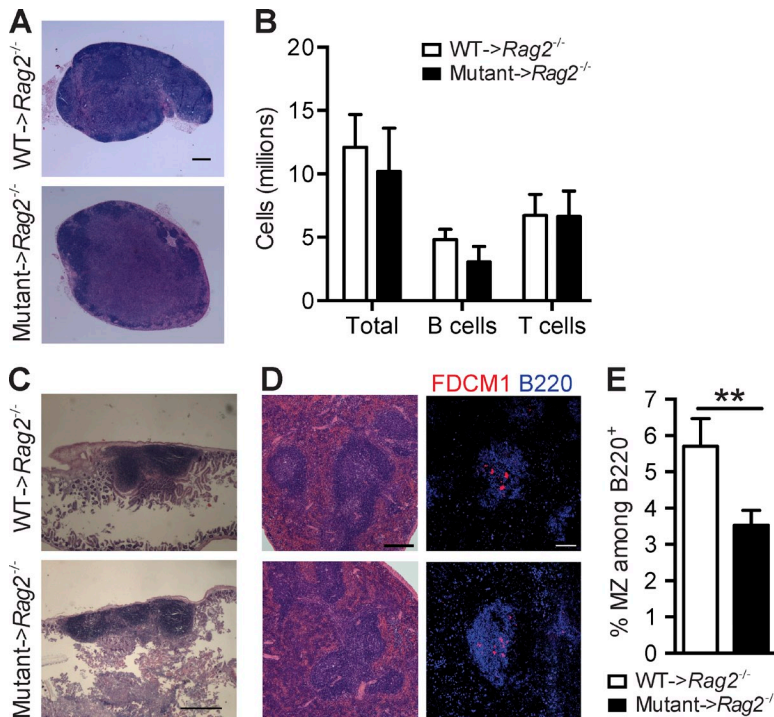 A
WT->Rag2-/-
Mutant->Rag2-/-
B
WT->Rag2-/-
Mutant->Rag2-/-
Cells (millions)
20
15
10
5
0
Total
B cells
T cells
C
WT->Rag2-/-
Mutant->Rag2-/-
D
FDCM1 B220
E
% MZ among B220+
7
6
5
4
3
2
1
0
**
WT->Rag2-/-
Mutant->Rag2-/-